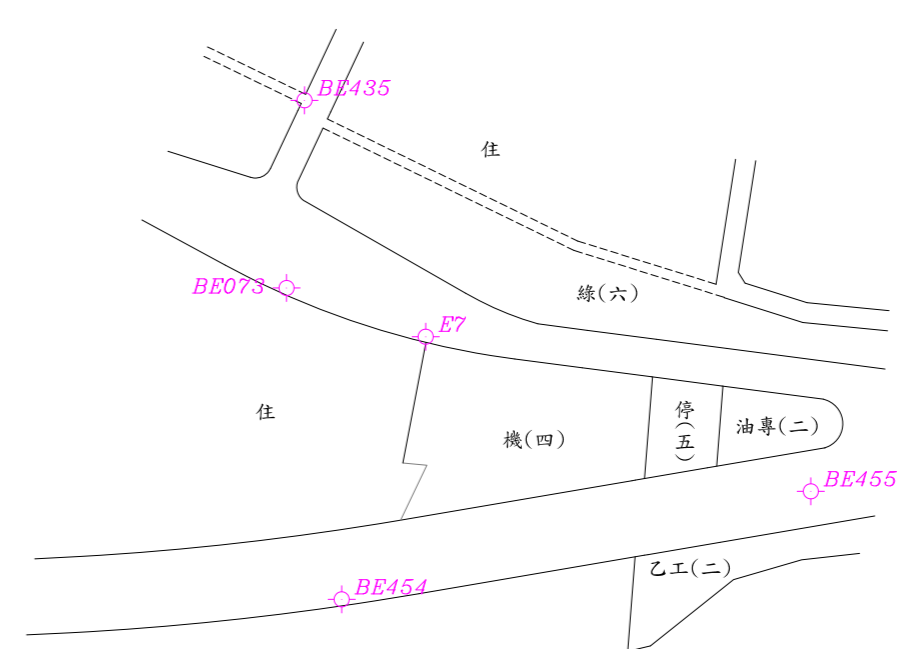 BE435
住
BE073
綠(六)
E7
住
停(五)
油專(二)
機(四)
BE455
乙工(二)
BE454